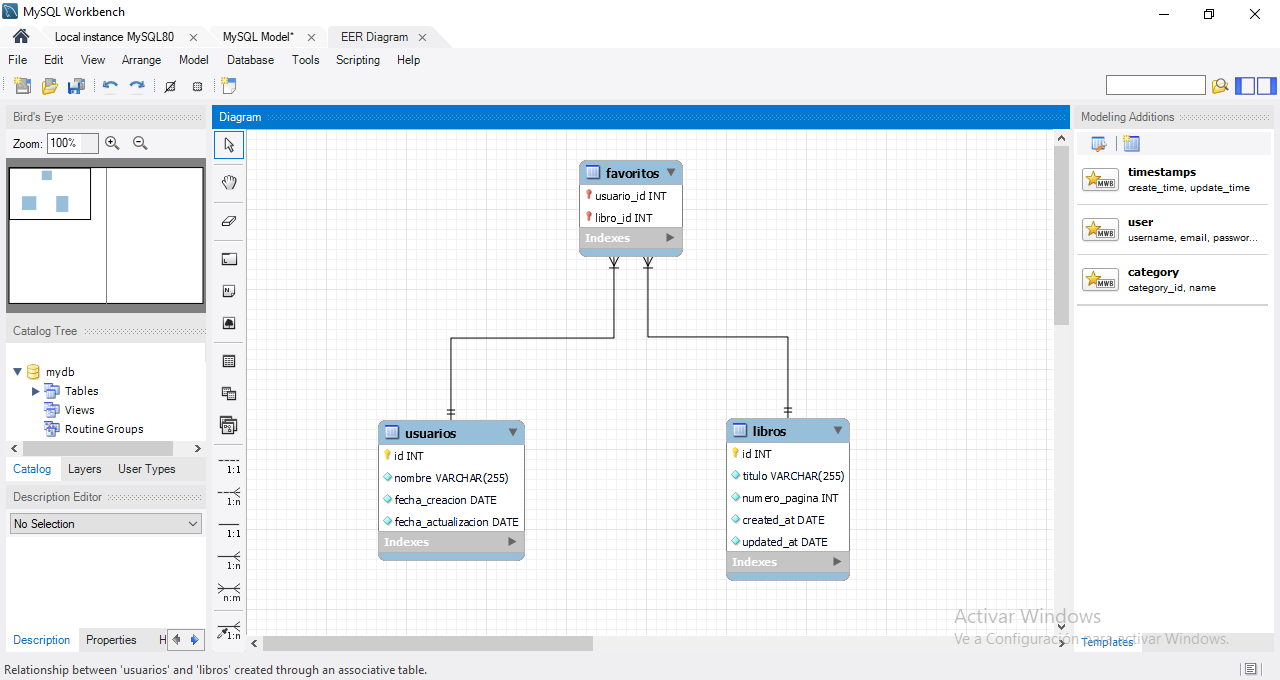 MySQL Workbench
Local instance MySQL80
MySQL Model*
EER Diagram
File Edit View Arrange Model Database Tools Scripting Help
Bird's Eye
Zoom: 100%
Catalog Tree
mydb
Tables
Views
Routine Groups
Catalog Layers User Types
Description Editor
No Selection
Description Properties H
Diagram
1:1
1:n
1:1
1:n
n:m
1:n
favoritos
usuario_id INT
libro_id INT
Indexes
usuarios
id INT
nombre VARCHAR(255)
fecha_creacion DATE
fecha_actualizacion DATE
Indexes
libros
id INT
titulo VARCHAR(255)
numero_pagina INT
created_at DATE
updated_at DATE
Indexes
Modeling Additions
MWB
timestamps
create_time, update_time
MWB
user
username, email, passwor...
MWB
category
category_id, name
Activar Windows
Ve a Configuración para activar Windows.
Templates
Relationship between 'usuarios' and 'libros' created through an associative table.